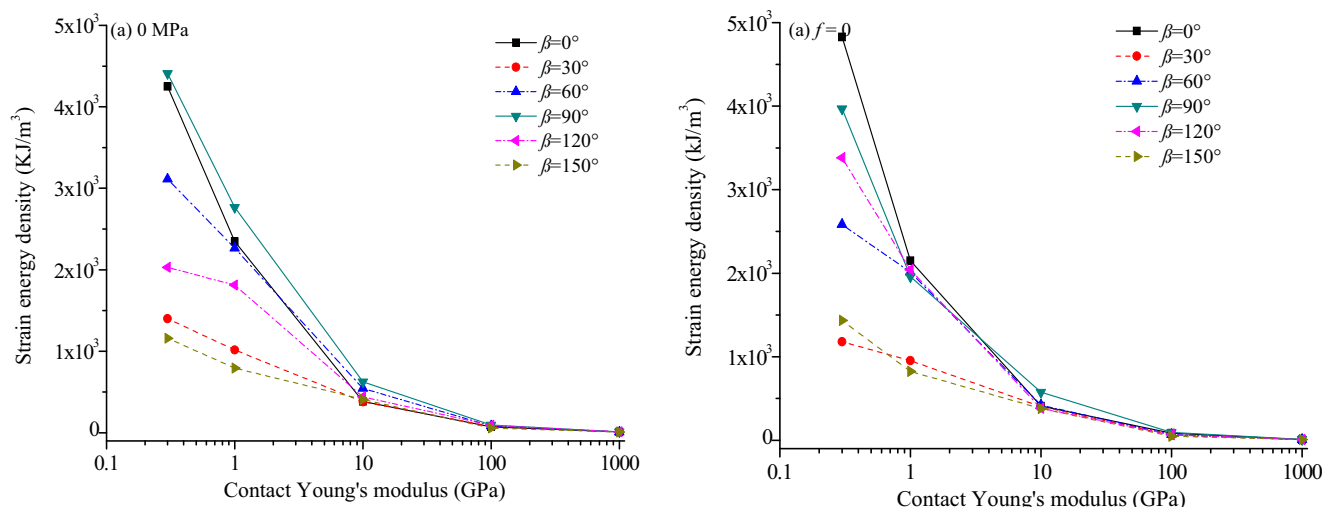 (a) 0 MPa
5x10³
4x10³
3x10³
2x10³
1x10³
0
Strain energy density (KJ/m³)
β=0°
β=30°
β=60°
β=90°
β=120°
β=150°
0.1
1
10
100
1000
Contact Young's modulus (GPa)
(a) f = 0
5x10³
4x10³
3x10³
2x10³
1x10³
0
Strain energy density (kJ/m³)
β=0°
β=30°
β=60°
β=90°
β=120°
β=150°
0.1
1
10
100
1000
Contact Young's modulus (GPa)